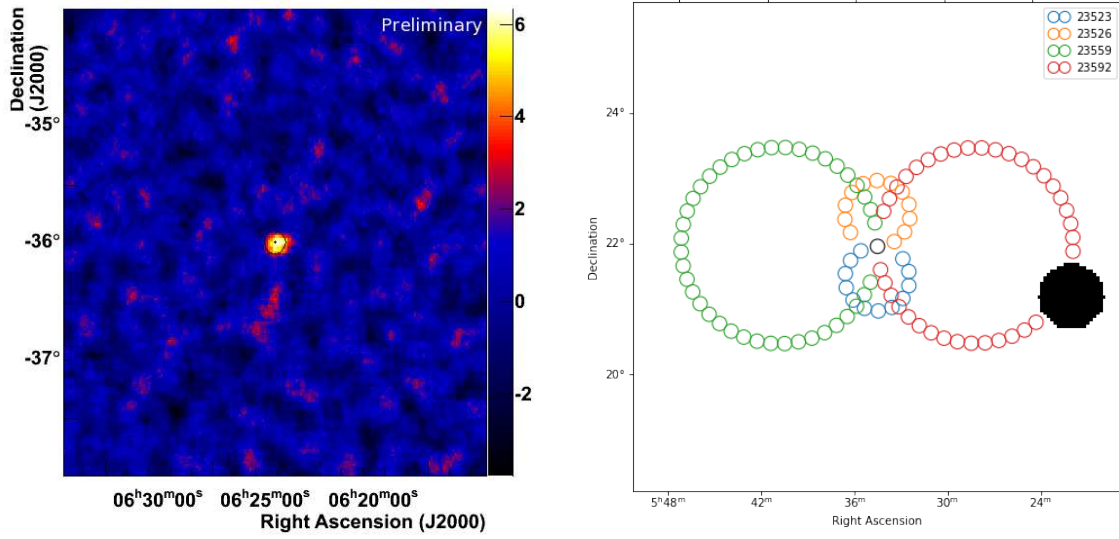 Preliminary
Declination
(J2000)
6
4
2
0
-2
-35°
-36°
-37°
06h30m00s 06h25m00s 06h20m00s
Right Ascension (J2000)
23523
23526
23559
23592
Declination
24°
22°
20°
5h48m 42m 36m 30m 24m
Right Ascension